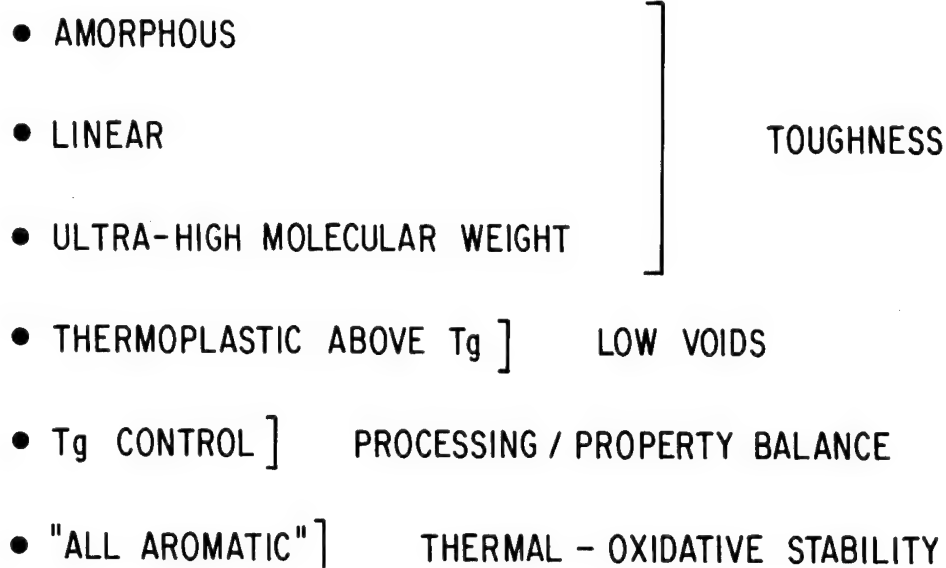 • AMORPHOUS
• LINEAR
TOUGHNESS
• ULTRA-HIGH MOLECULAR WEIGHT
• THERMOPLASTIC ABOVE Tg ] LOW VOIDS
• Tg CONTROL ] PROCESSING / PROPERTY BALANCE
• "ALL AROMATIC" ] THERMAL - OXIDATIVE STABILITY